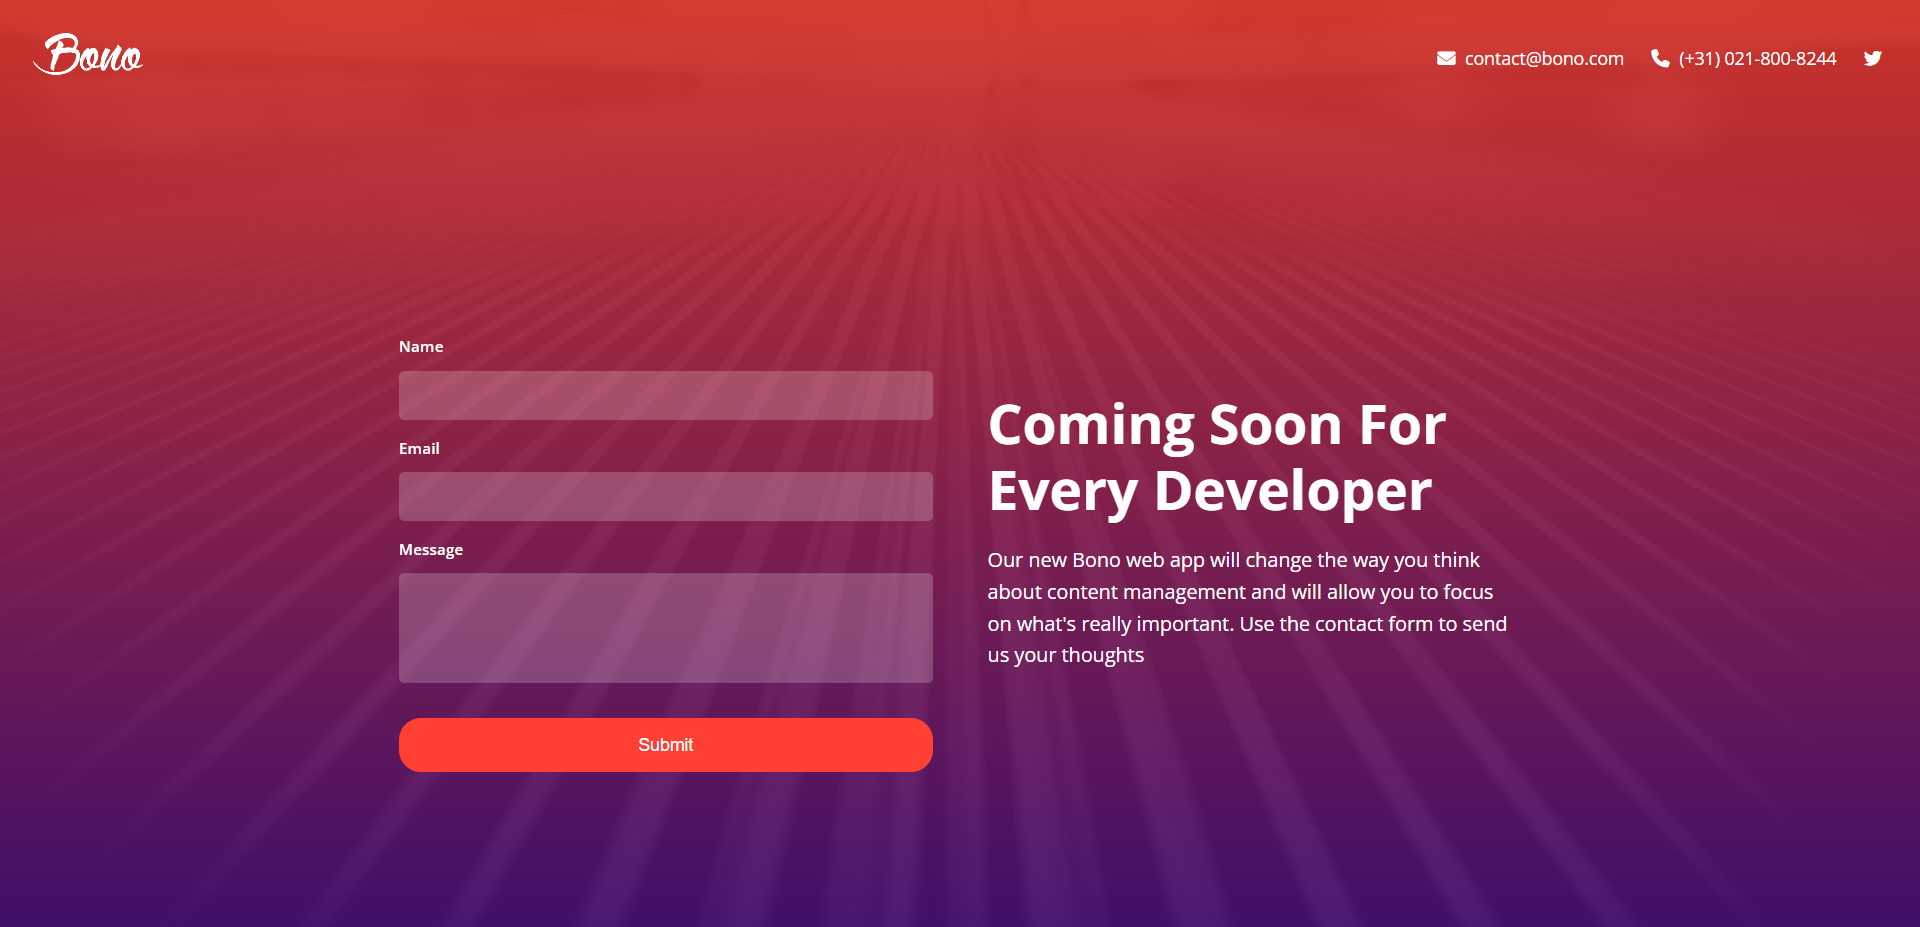 Bono
contact@bono.com
(+31) 021-800-8244
Name
Email
Message
Submit
Coming Soon For
Every Developer
Our new Bono web app will change the way you think
about content management and will allow you to focus
on what's really important. Use the contact form to send
us your thoughts